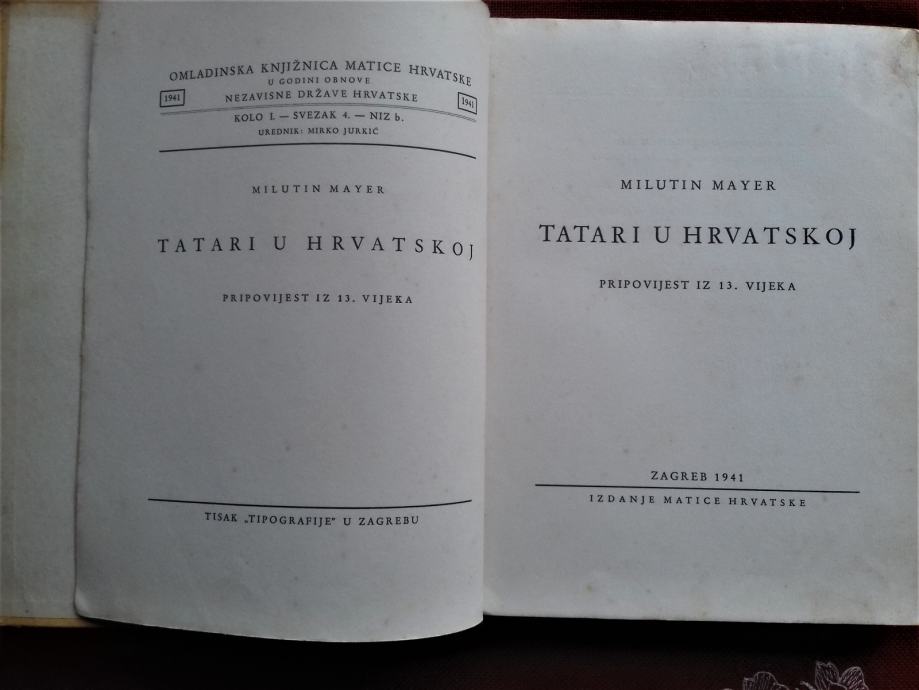 OMLADINSKA KNJIŽNICA MATICE HRVATSKE
U GODINI OBNOVE
1941 NEZAVISNE DRŽAVE HRVATSKE 1941
KOLO I. — SVEZAK 4. — NIZ b.
UREDNIK: MIRKO JURKIĆ
MILUTIN MAYER
TATARI U HRVATSKOJ
PRIPOVIJEST IZ 13. VIJEKA
TISAK „TIPOGRAFIJE" U ZAGREBU
MILUTIN MAYER
TATARI U HRVATSKOJ
PRIPOVIJEST IZ 13. VIJEKA
ZAGREB 1941
IZDANJE MATICE HRVATSKE